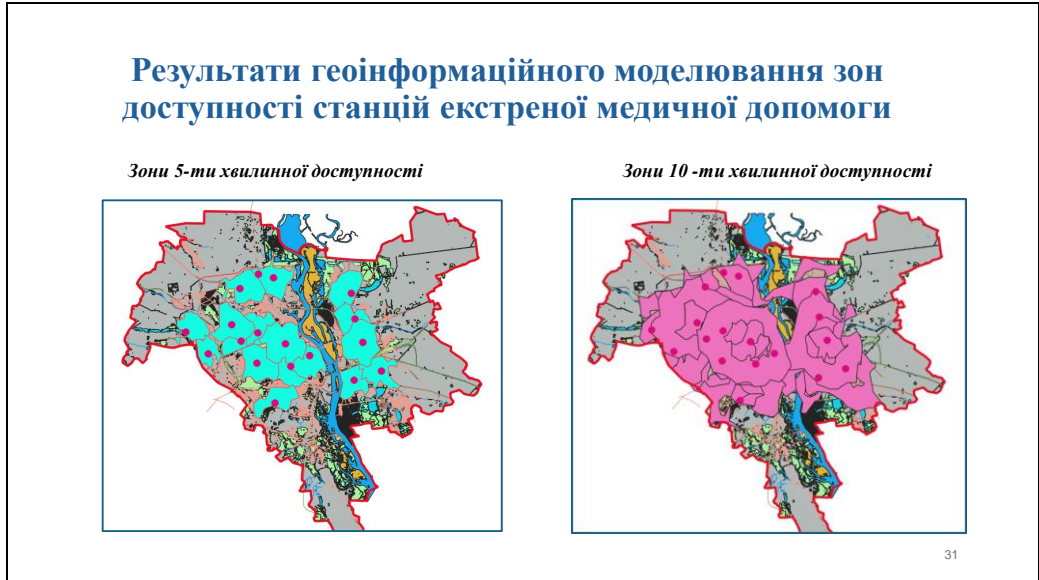 Результати геоінформаційного моделювання зон
доступності станцій екстреної медичної допомоги
Зони 5-ти хвилинної доступності
Зони 10 -ти хвилинної доступності
31